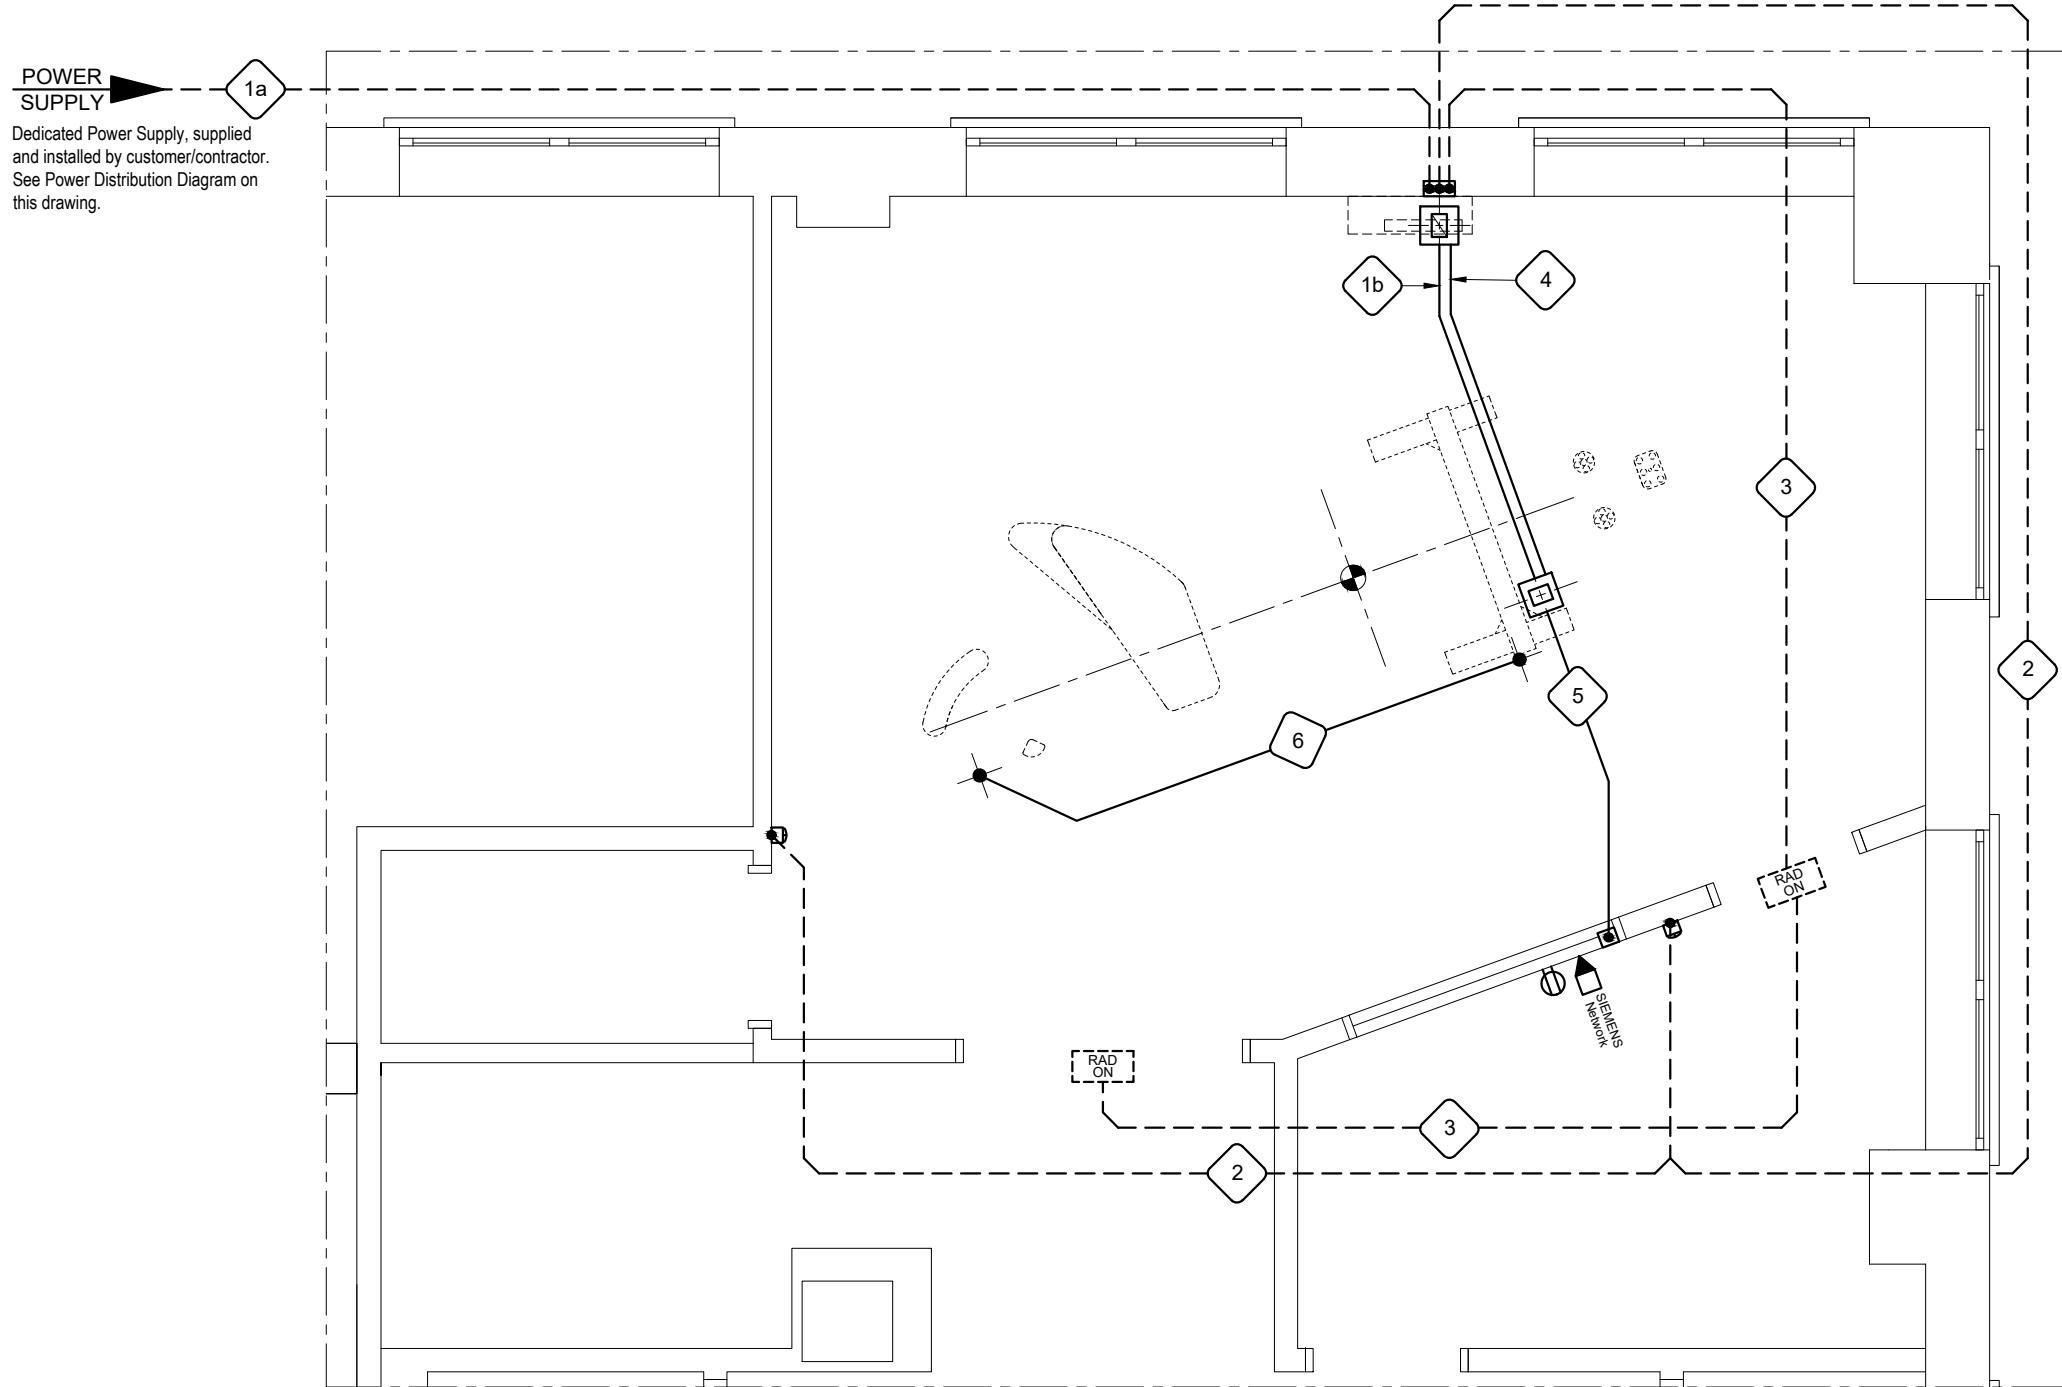 POWER
SUPPLY
1a
Dedicated Power Supply, supplied
and installed by customer/contractor.
See Power Distribution Diagram on
this drawing.
1b
4
3
2
5
6
RAD
ON
SIEMENS
Network
RAD
ON
3
2